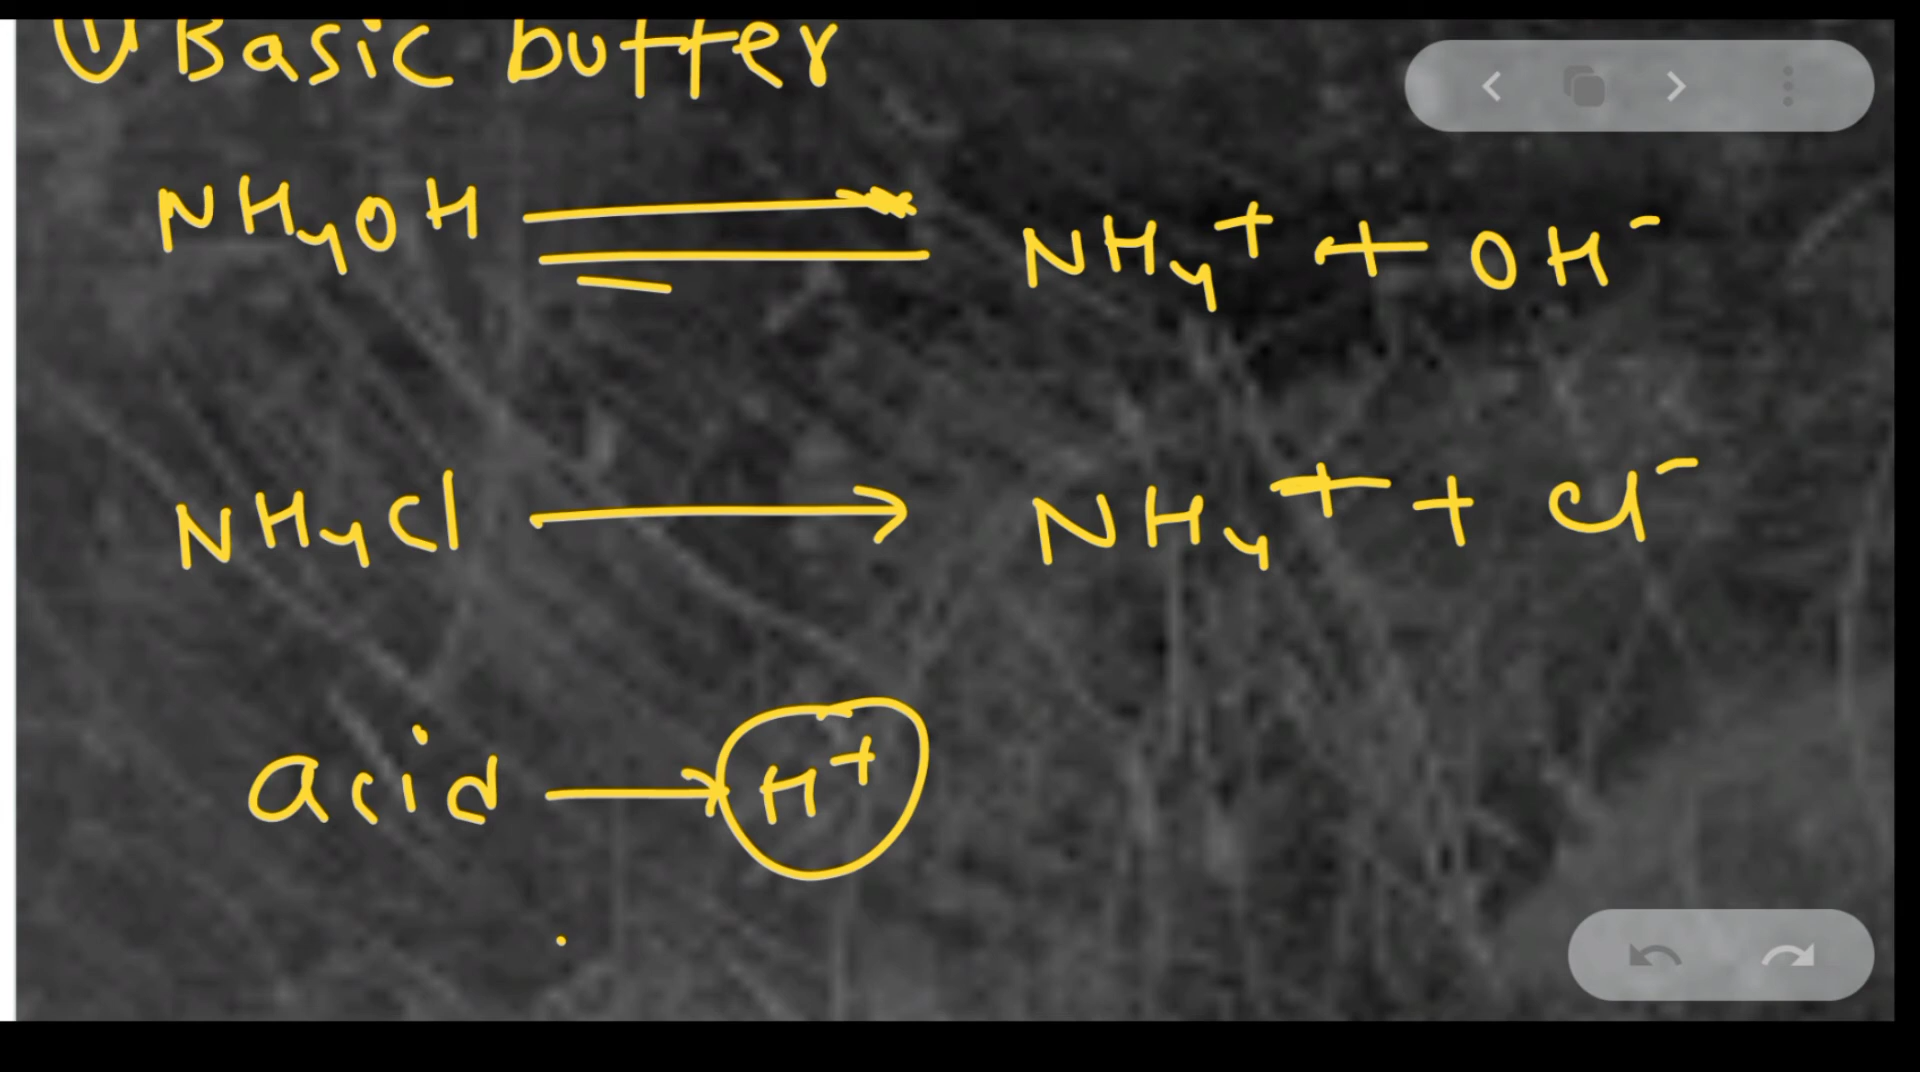 ① Basic buffer
NH₄OH ⇌ NH₄⁺ + OH⁻
NH₄Cl → NH₄⁺ + Cl⁻
acid → H⁺